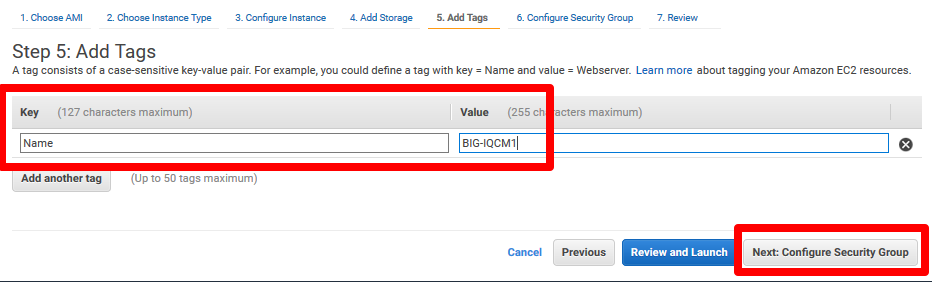 1. Choose AMI 2. Choose Instance Type 3. Configure Instance 4. Add Storage 5. Add Tags 6. Configure Security Group 7. Review
Step 5: Add Tags
A tag consists of a case-sensitive key-value pair. For example, you could define a tag with key = Name and value = Webserver. Learn more about tagging your Amazon EC2 resources.
Key (127 characters maximum) Value (255 characters maximum)
Name BIG-IQCM1
Add another tag (Up to 50 tags maximum)
Cancel Previous Review and Launch Next: Configure Security Group